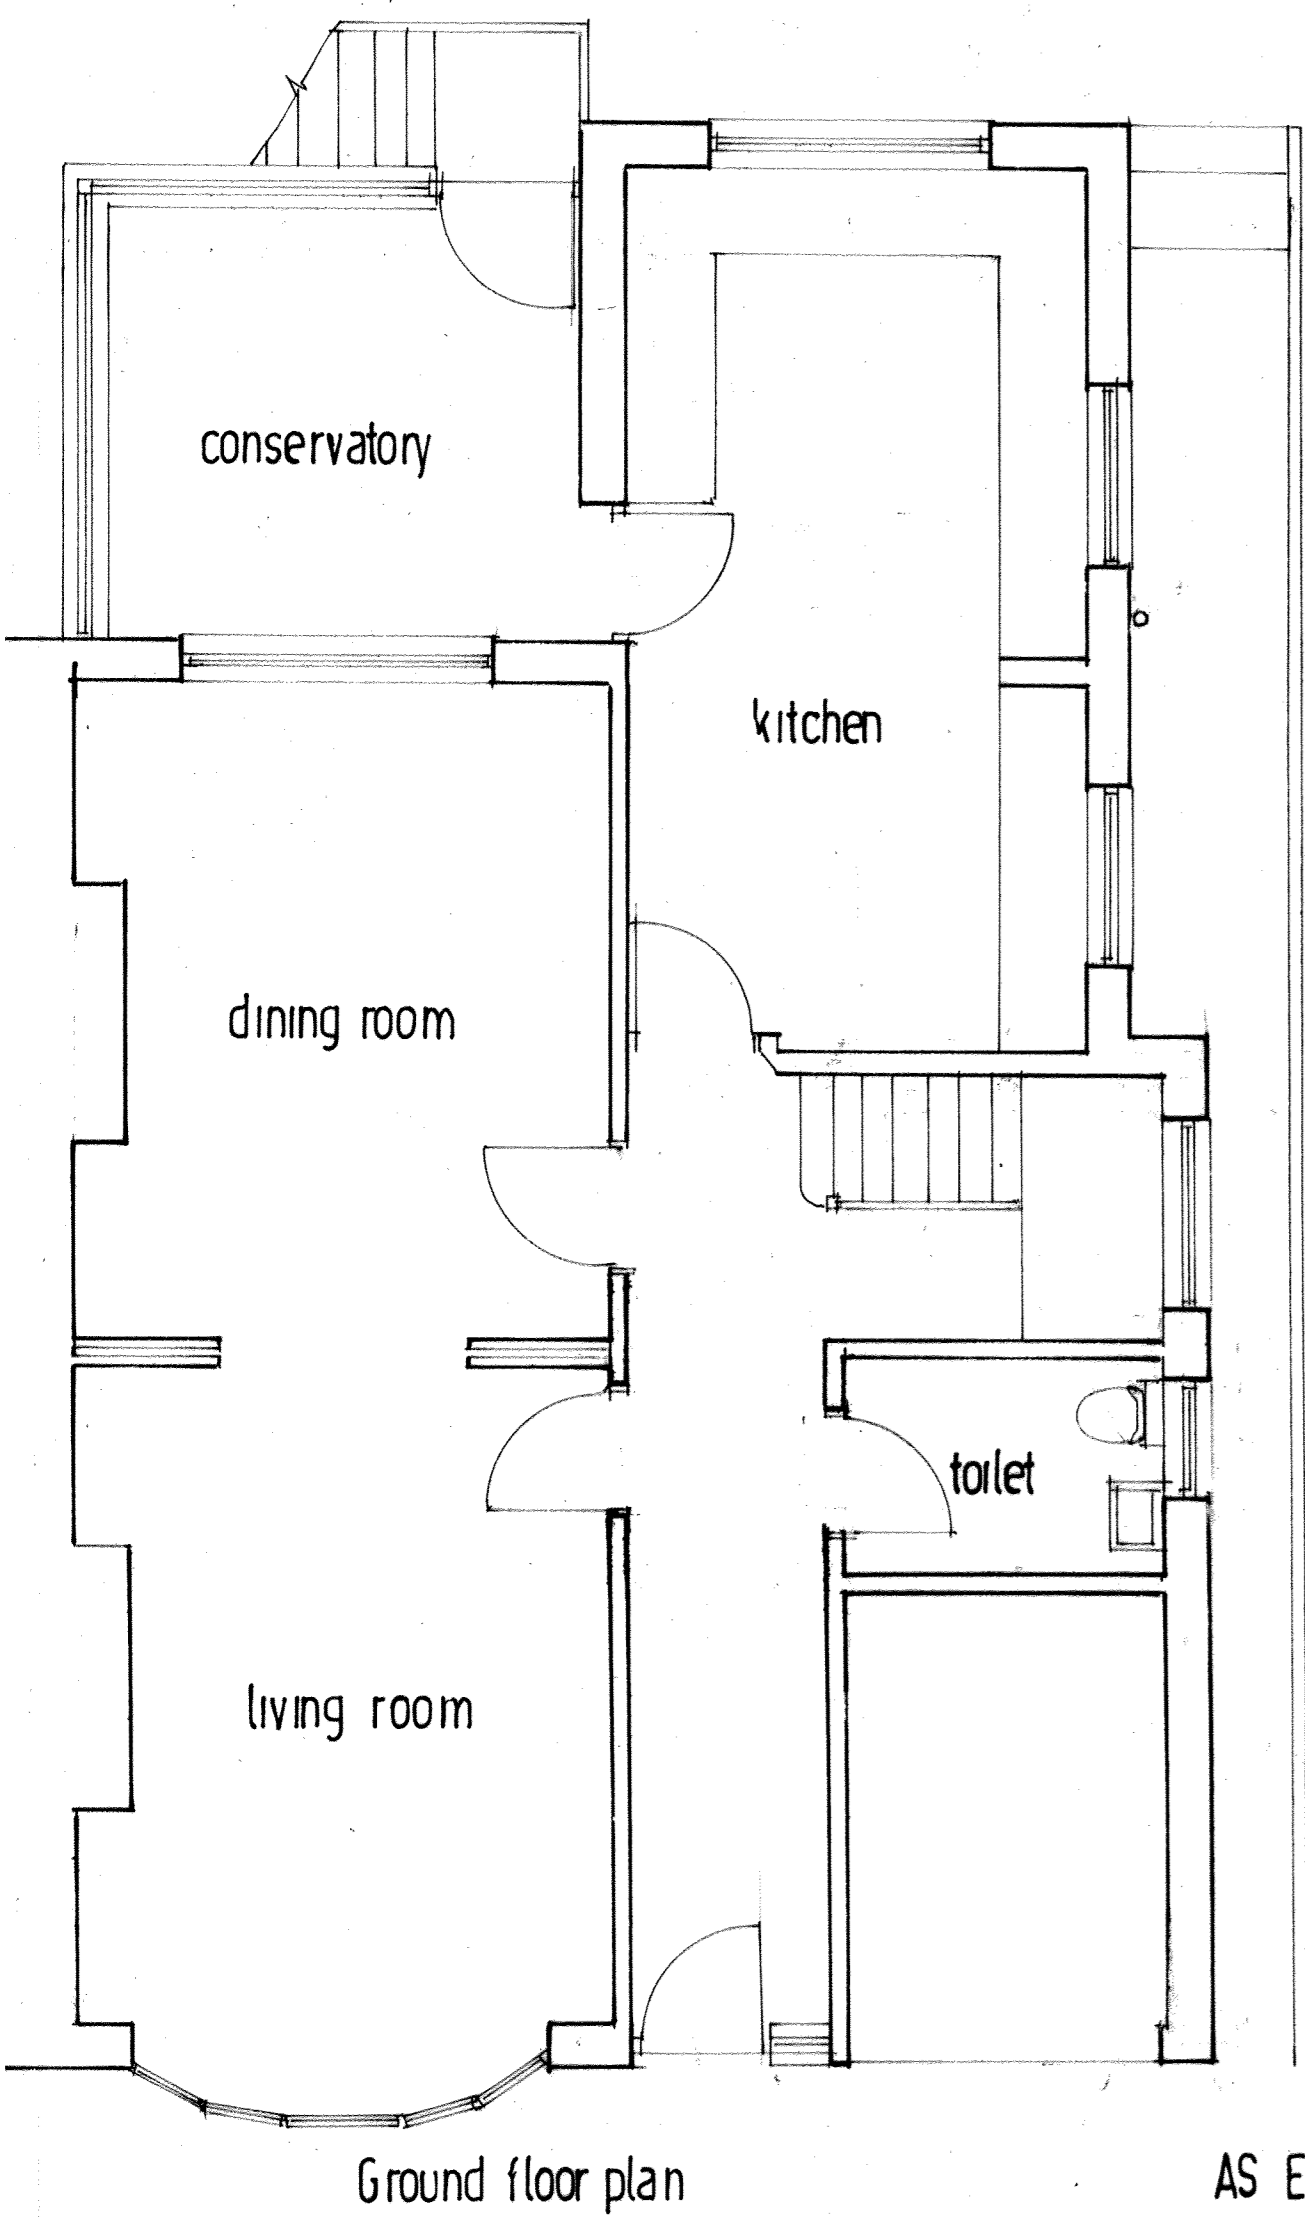 conservatory
kitchen
dining room
toilet
living room
Ground floor plan
AS E